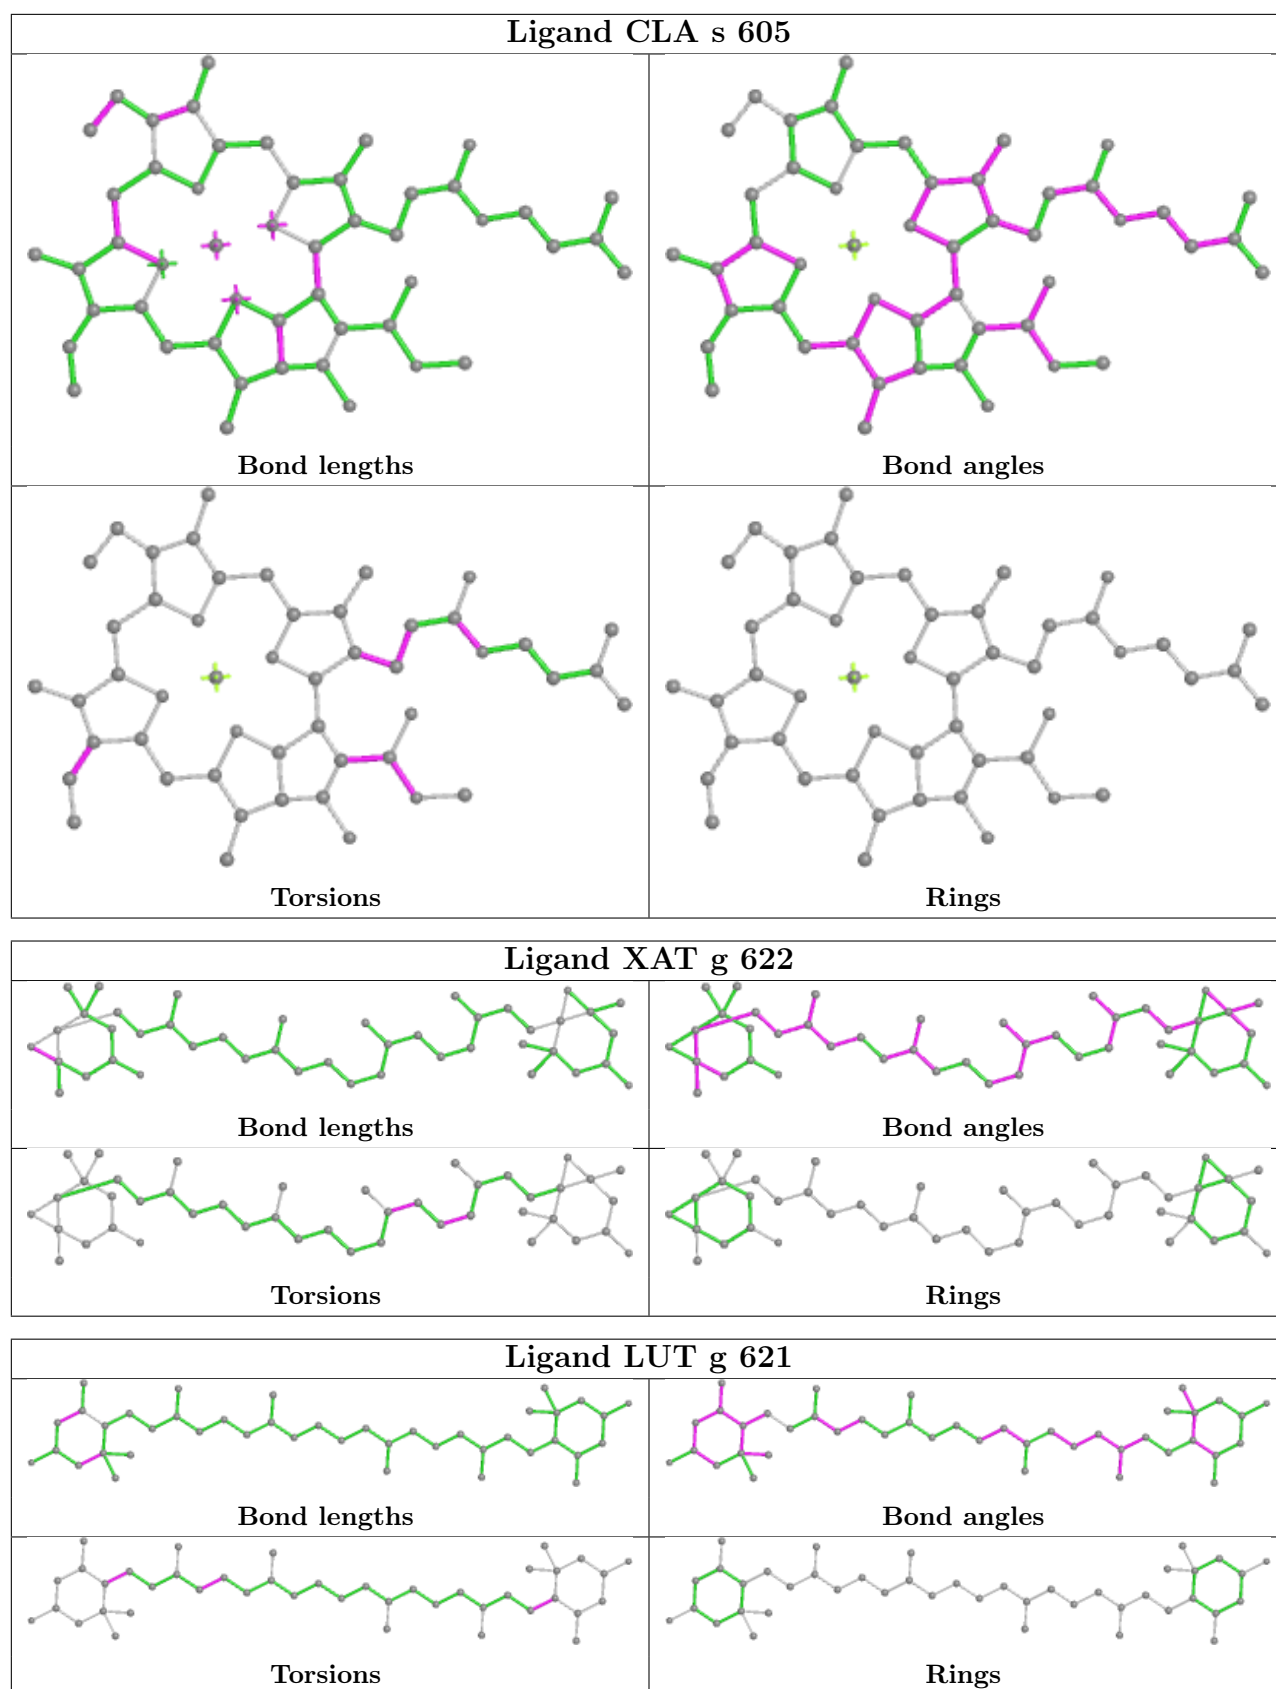 Ligand CLA s 605
Bond lengths
Bond angles
Torsions
Rings
Ligand XAT g 622
Bond lengths
Bond angles
Torsions
Rings
Ligand LUT g 621
Bond lengths
Bond angles
Torsions
Rings